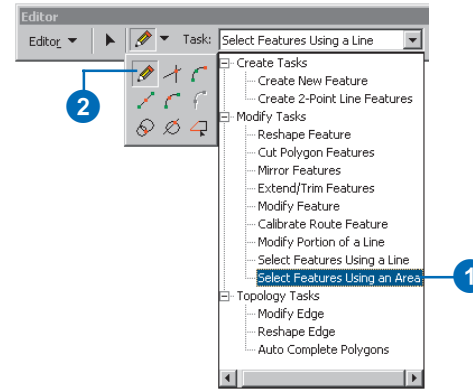 Editor
Editor Task: Select Features Using a Line
Create Tasks
Create New Feature
2
Create 2-Point Line Features
Modify Tasks
Reshape Feature
Cut Polygon Features
Mirror Features
Extend/Trim Features
Modify Feature
Calibrate Route Feature
Modify Portion of a Line
Select Features Using a Line
Select Features Using an Area
1
Topology Tasks
Modify Edge
Reshape Edge
Auto Complete Polygons